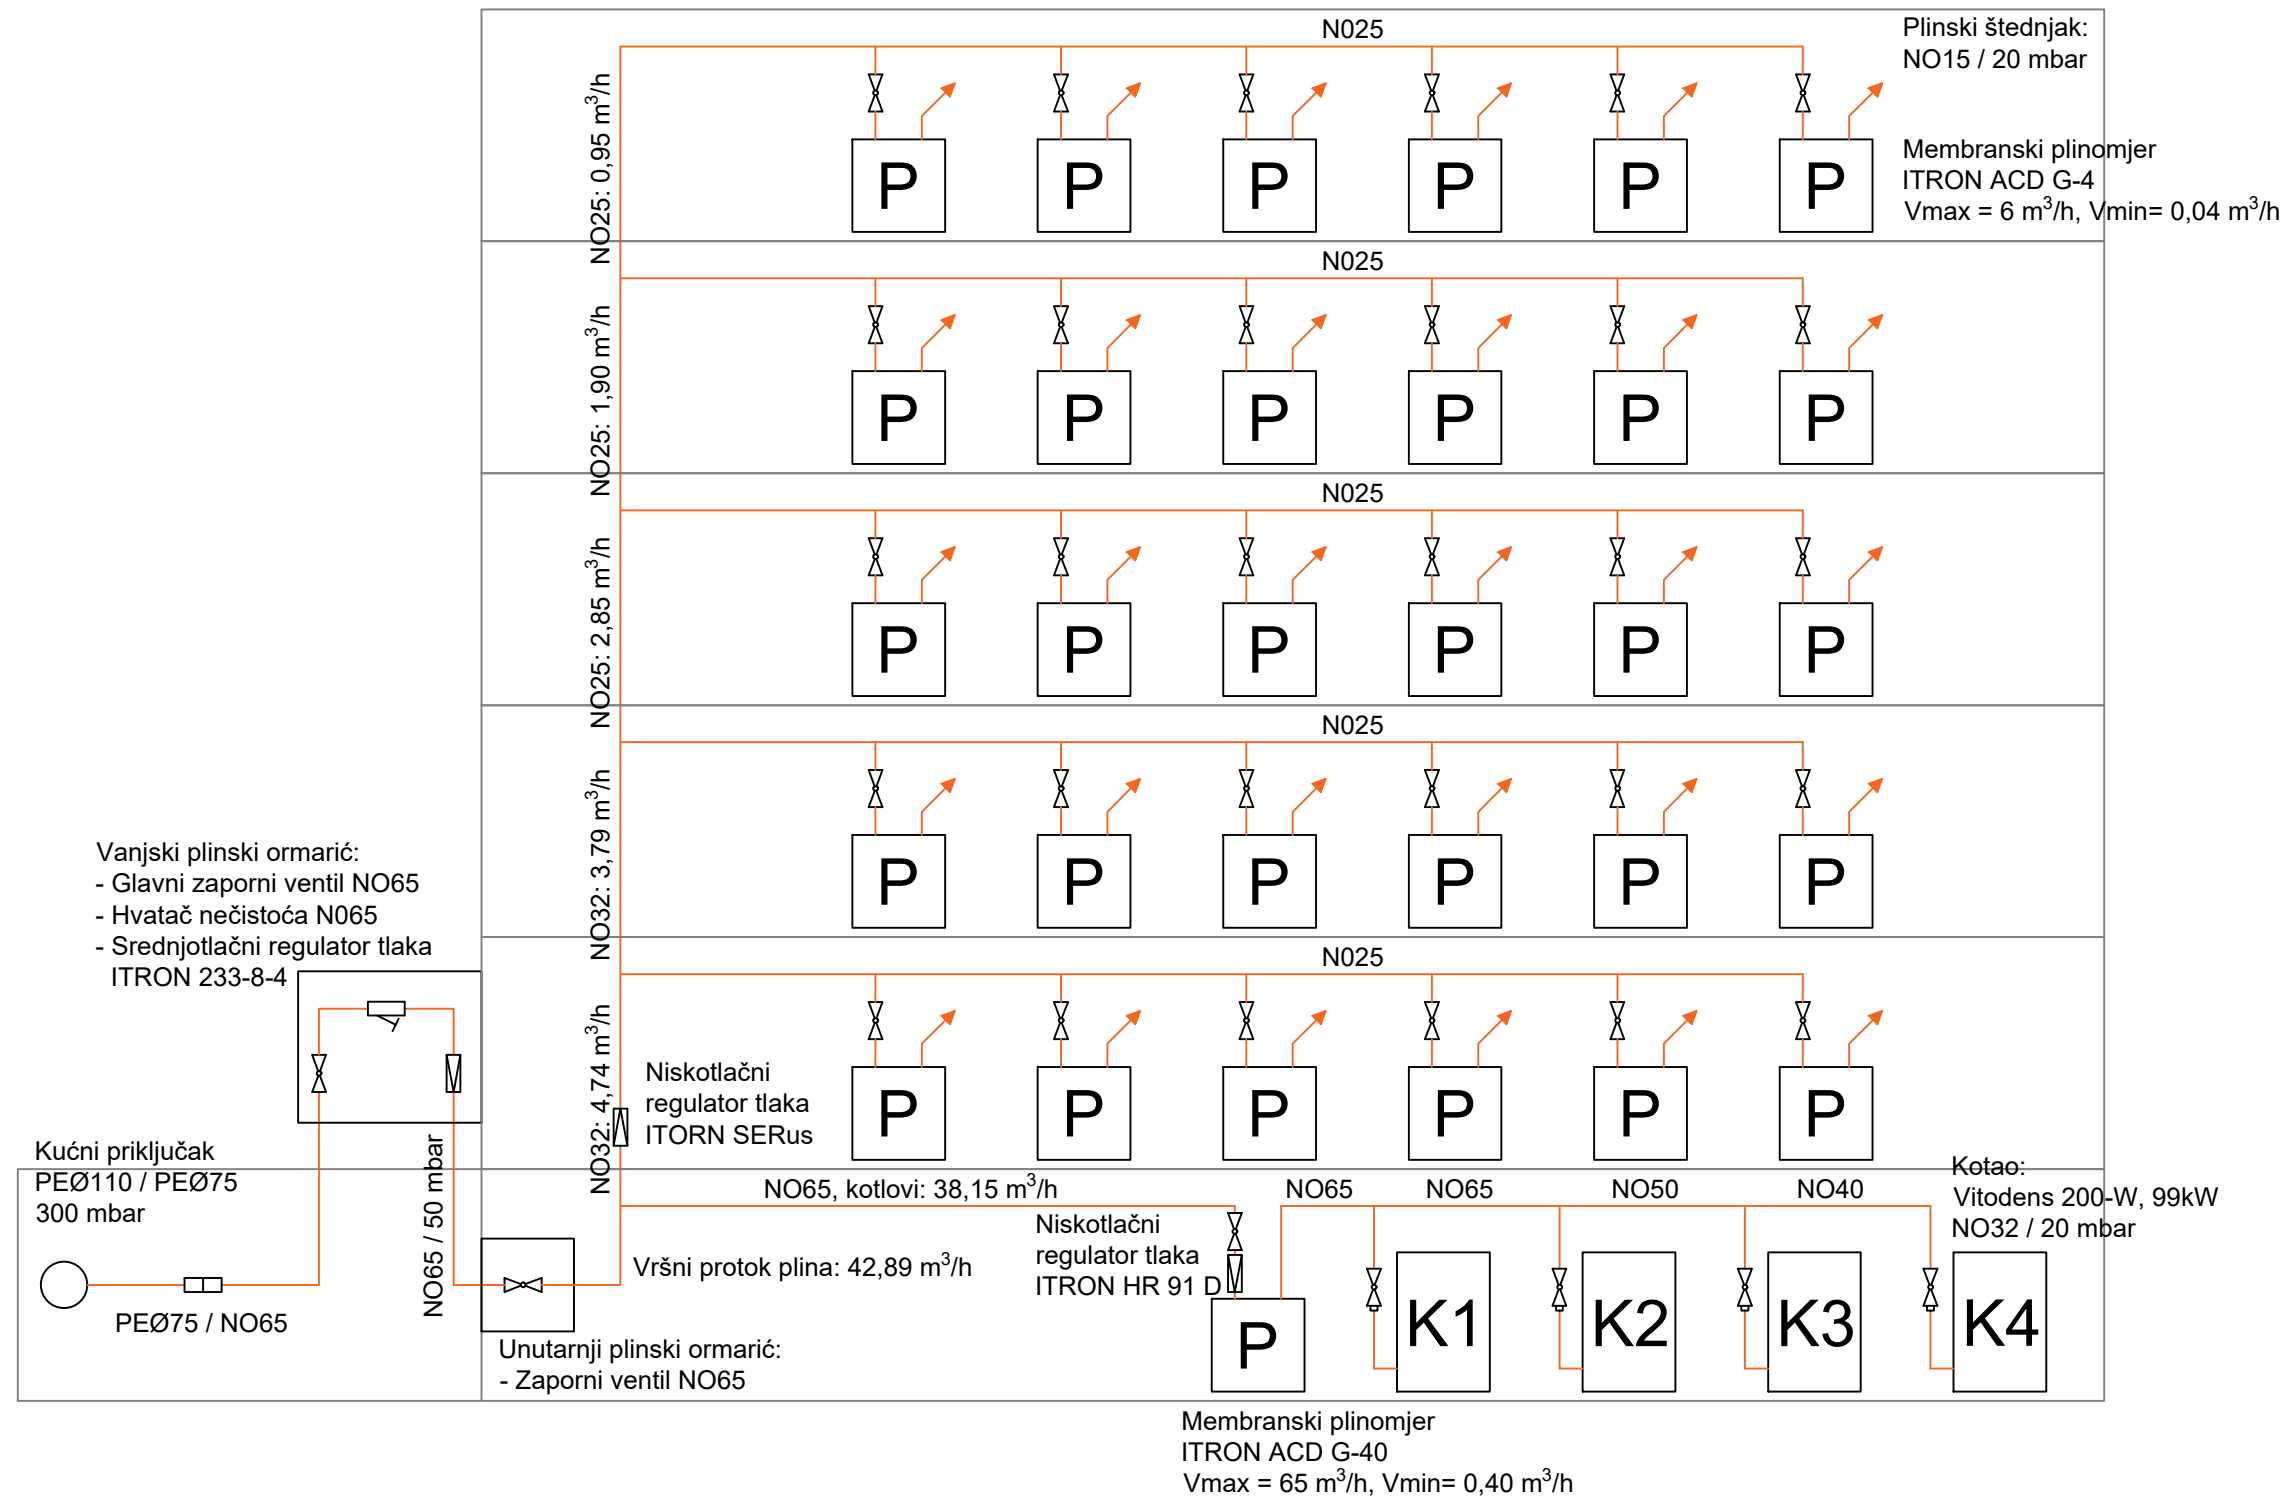 N025
Plinski štednjak:
NO15 / 20 mbar
NO25: 0,95 m³/h
P P P P P P
Membranski plinomjer
ITRON ACD G-4
Vmax = 6 m³/h, Vmin= 0,04 m³/h
N025
NO25: 1,90 m³/h
P P P P P P
N025
NO25: 2,85 m³/h
P P P P P P
N025
NO32: 3,79 m³/h
P P P P P P
Vanjski plinski ormarić:
- Glavni zaporni ventil NO65
- Hvatač nečistoća N065
- Srednjotlačni regulator tlaka
ITRON 233-8-4
N025
NO32: 4,74 m³/h
Niskotlačni
regulator tlaka
ITORN SERus
P P P P P P
Kućni priključak
PEØ110 / PEØ75
300 mbar
PEØ75 / NO65
NO65 / 50 mbar
NO65, kotlovi: 38,15 m³/h
NO65 NO65 NO50 NO40
Kotao:
Vitodens 200-W, 99kW
NO32 / 20 mbar
Vršni protok plina: 42,89 m³/h
Niskotlačni
regulator tlaka
ITRON HR 91 D
P K1 K2 K3 K4
Unutarnji plinski ormarić:
- Zaporni ventil NO65
Membranski plinomjer
ITRON ACD G-40
Vmax = 65 m³/h, Vmin= 0,40 m³/h